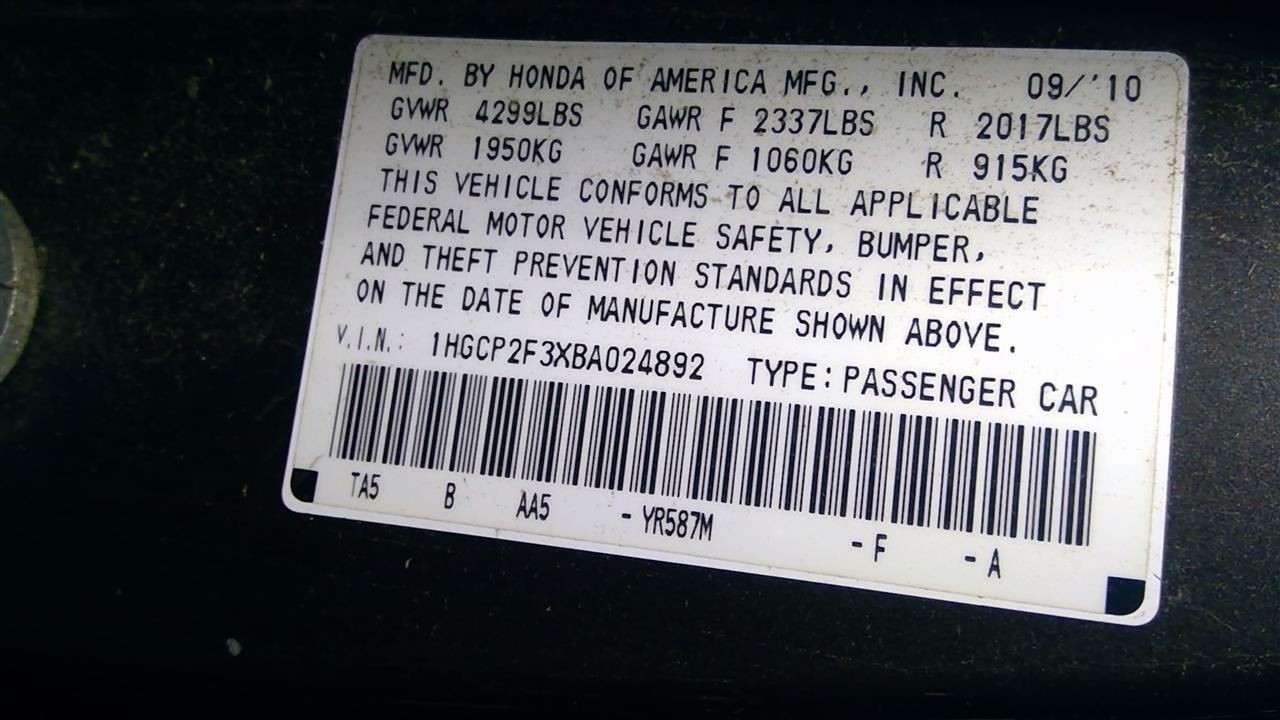 MFD. BY HONDA OF AMERICA MFG., INC. 09/'10
GVWR 4299LBS GAWR F 2337LBS R 2017LBS
GVWR 1950KG GAWR F 1060KG R 915KG
THIS VEHICLE CONFORMS TO ALL APPLICABLE
FEDERAL MOTOR VEHICLE SAFETY, BUMPER,
AND THEFT PREVENTION STANDARDS IN EFFECT
ON THE DATE OF MANUFACTURE SHOWN ABOVE.
V.I.N.: 1HGCP2F3XBA024892 TYPE: PASSENGER CAR
TA5 B AA5 - YR587M - F - A